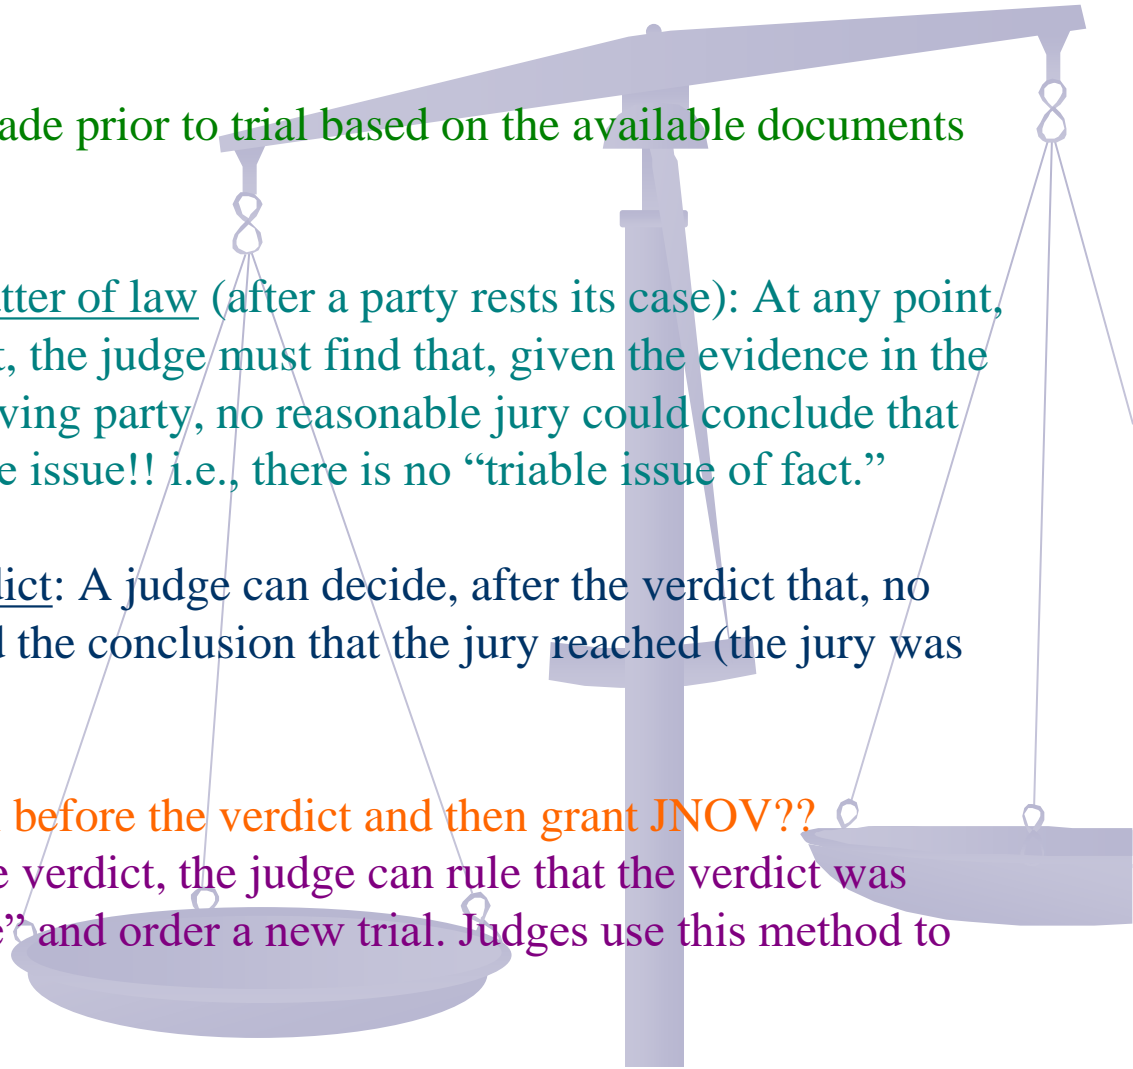 ade prior to trial based on the available documents
tter of law (after a party rests its case): At any point,
, the judge must find that, given the evidence in the
ving party, no reasonable jury could conclude that
e issue!! i.e., there is no “triable issue of fact.”
dict: A judge can decide, after the verdict that, no
the conclusion that the jury reached (the jury was
before the verdict and then grant JNOV??
e verdict, the judge can rule that the verdict was
e” and order a new trial. Judges use this method to